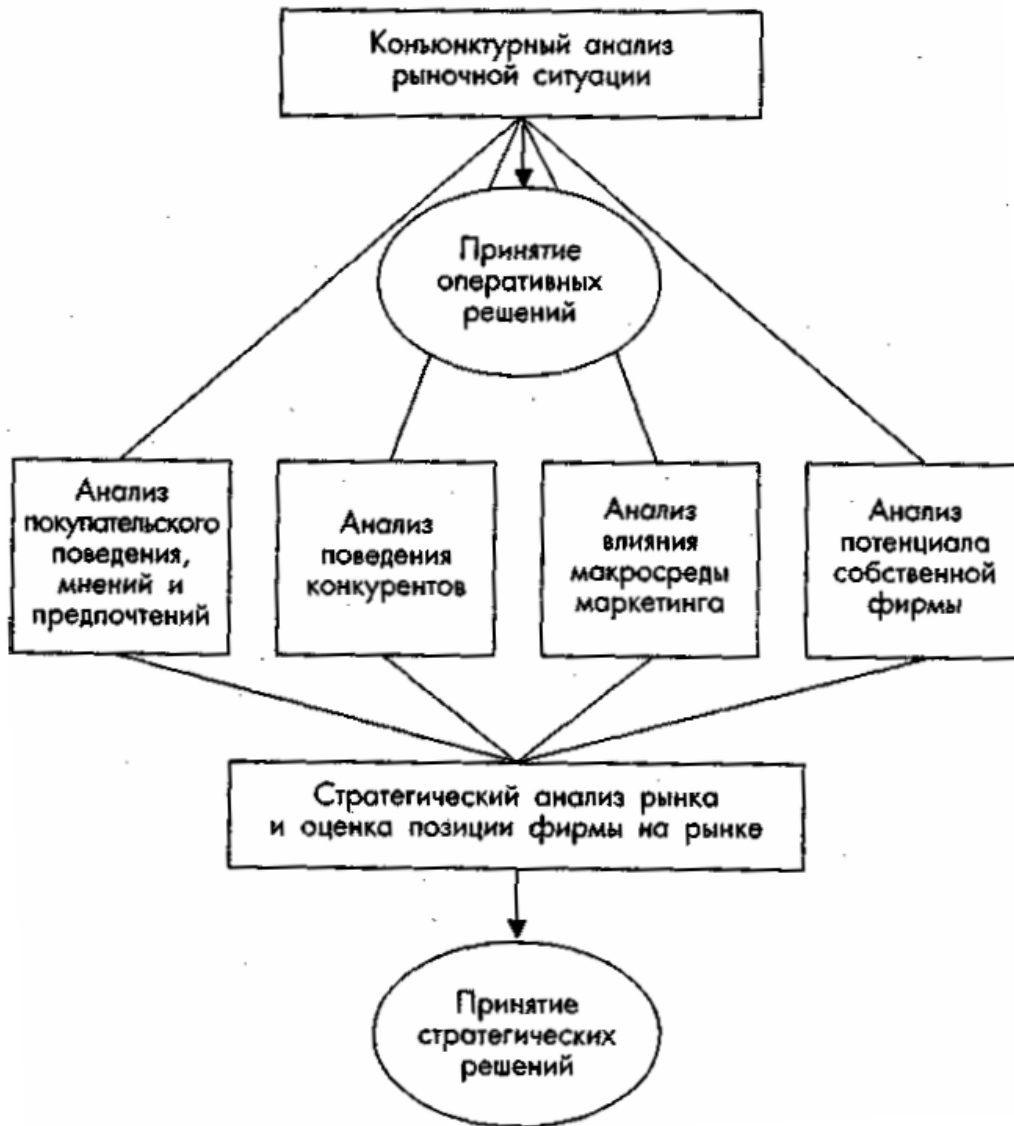 Конъюнктурный анализ
рыночной ситуации
Принятие
оперативных
решений
Анализ
покупательского
поведения,
мнений и
предпочтений
Анализ
поведения
конкурентов
Анализ
влияния
макросреды
маркетинга
Анализ
потенциала
собственной
фирмы
Стратегический анализ рынка
и оценка позиции фирмы на рынке
Принятие
стратегических
решений